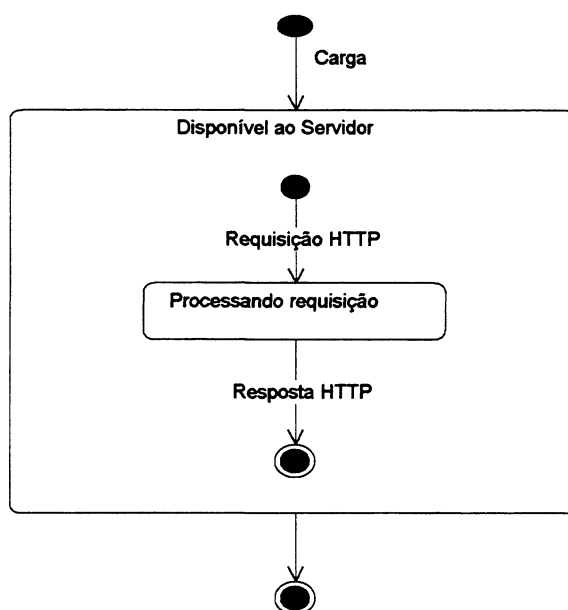 Carga
Disponível ao Servidor
Requisição HTTP
Processando requisição
Resposta HTTP